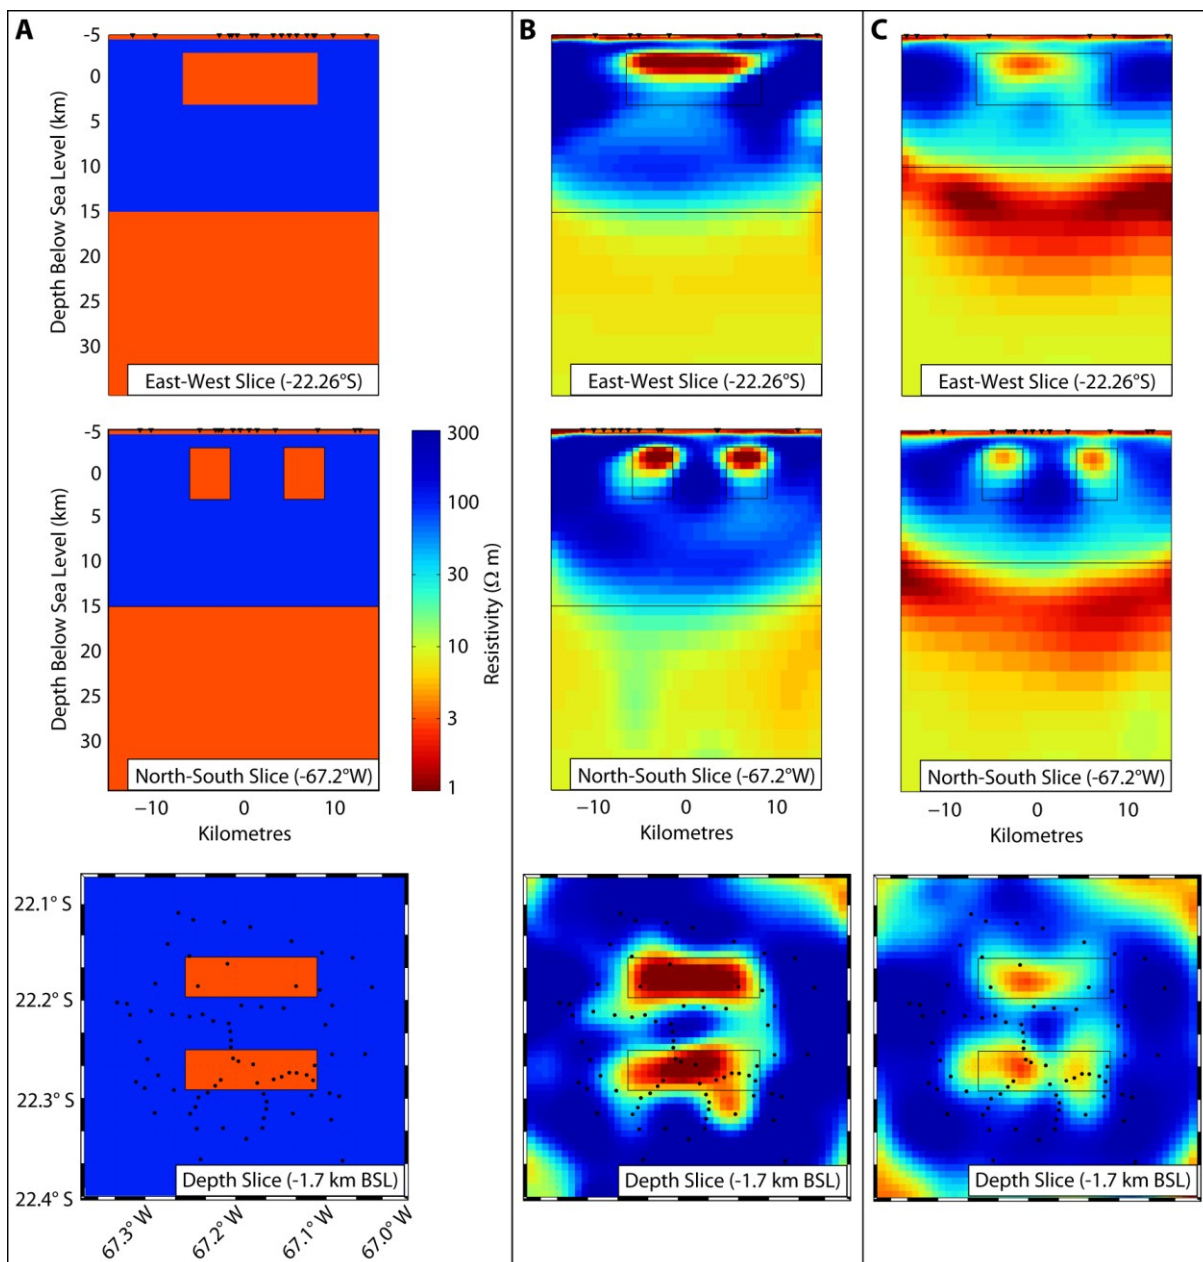 A
B
C
-5
0
5
10
15
20
25
30
Depth Below Sea Level (km)
East-West Slice (-22.26°S)
East-West Slice (-22.26°S)
East-West Slice (-22.26°S)
-5
0
5
10
15
20
25
30
Depth Below Sea Level (km)
North-South Slice (-67.2°W)
−10 0 10
Kilometres
300
100
30
10
3
1
Resistivity (Ω m)
North-South Slice (-67.2°W)
−10 0 10
Kilometres
North-South Slice (-67.2°W)
−10 0 10
Kilometres
22.1° S
22.2° S
22.3° S
22.4° S
Depth Slice (-1.7 km BSL)
67.3° W
67.2° W
67.1° W
67.0° W
Depth Slice (-1.7 km BSL)
Depth Slice (-1.7 km BSL)